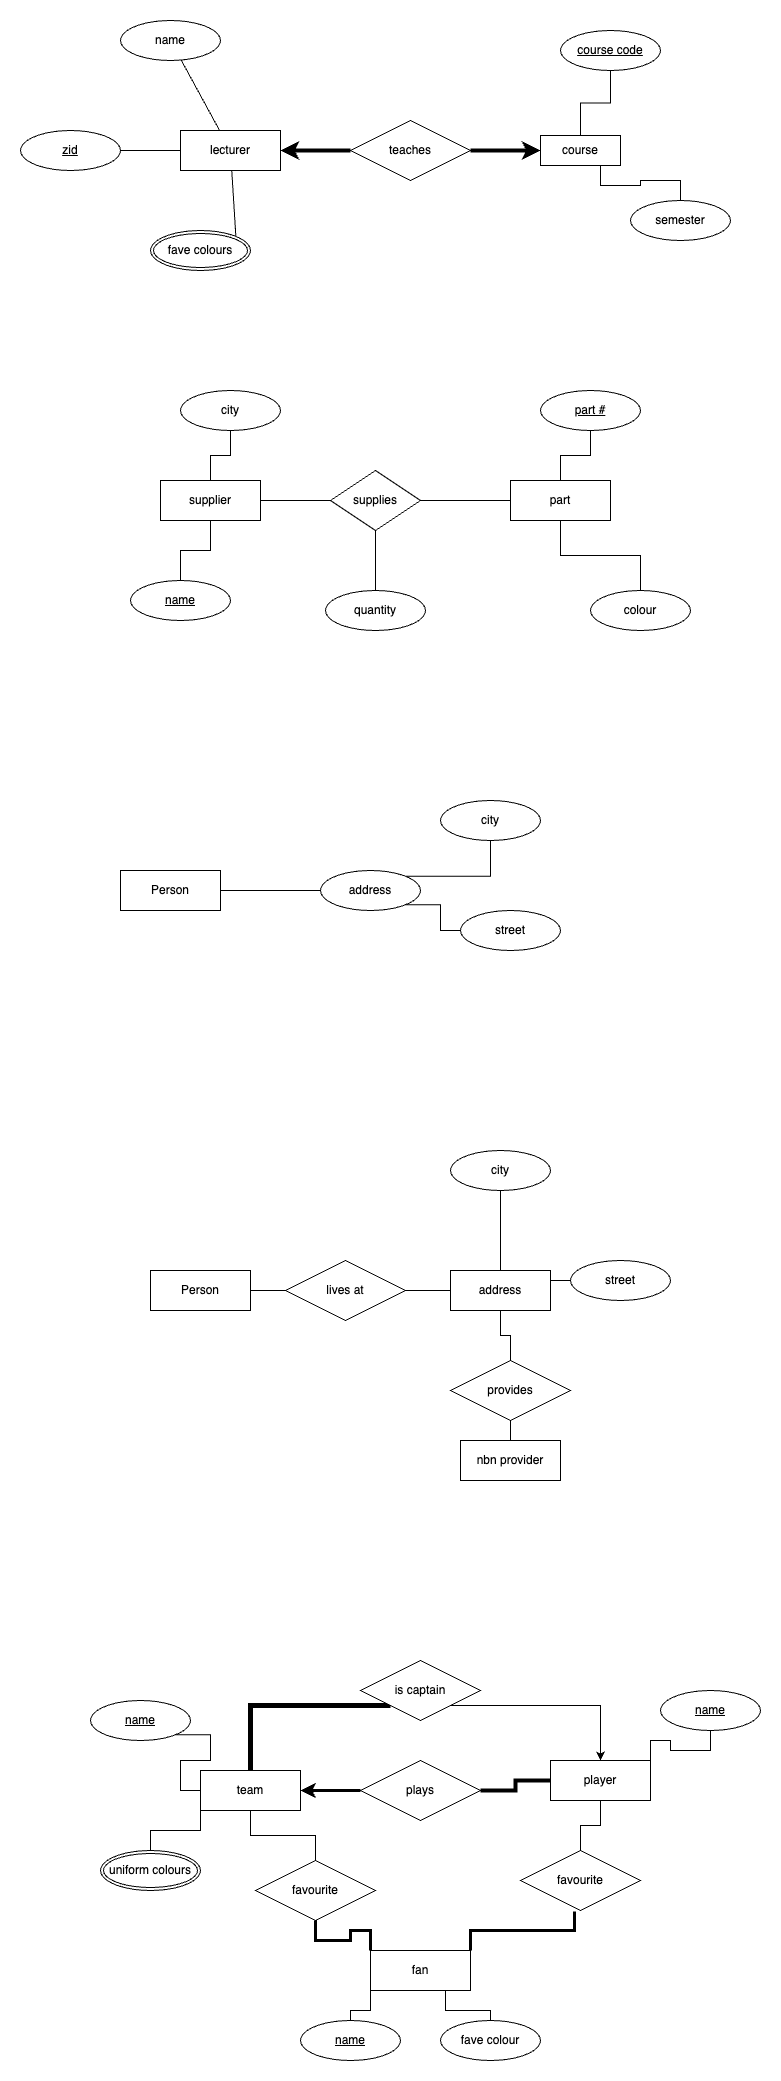 name
course code
zid
lecturer
teaches
course
semester
fave colours
city
part #
supplier
supplies
part
name
quantity
colour
city
Person
address
street
city
Person
lives at
address
street
provides
nbn provider
is captain
name
name
team
plays
player
uniform colours
favourite
favourite
fan
name
fave colour